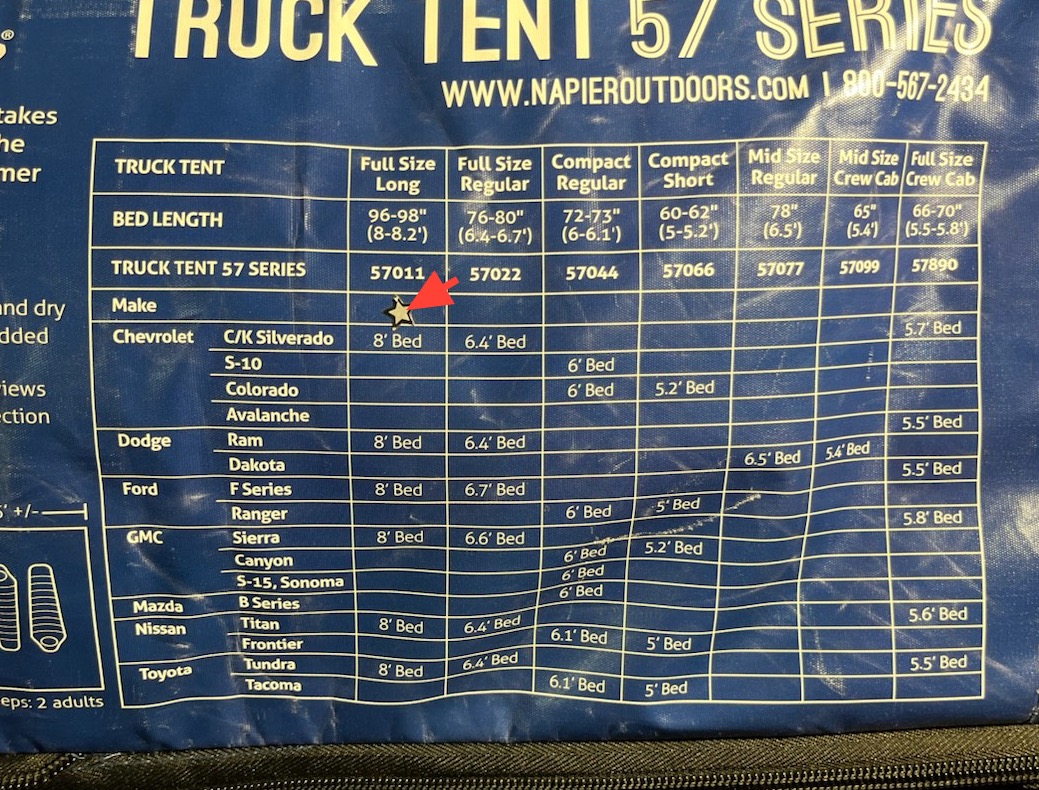 TRUCK TENT 57 SERIES
®
WWW.NAPIEROUTDOORS.COM | 800-567-2434
takes
he
mer
TRUCK TENT Full Size Long Full Size Regular Compact Regular Compact Short Mid Size Regular Mid Size Crew Cab Full Size Crew Cab
BED LENGTH 96-98" (8-8.2') 76-80" (6.4-6.7') 72-73" (6-6.1') 60-62" (5-5.2') 78" (6.5') 65" (5.4') 66-70" (5.5-5.8')
TRUCK TENT 57 SERIES 57011 57022 57044 57066 57077 57099 57890
Make
Chevrolet C/K Silverado 8' Bed 6.4' Bed 5.7' Bed
S-10 6' Bed
Colorado 6' Bed 5.2' Bed
Avalanche 5.5' Bed
Dodge Ram 8' Bed 6.4' Bed
Dakota 6.5' Bed 5.4' Bed 5.5' Bed
Ford F Series 8' Bed 6.7' Bed
Ranger 6' Bed 5' Bed 5.8' Bed
GMC Sierra 8' Bed 6.6' Bed
Canyon 6' Bed 5.2' Bed
S-15, Sonoma 6' Bed
Mazda B Series 6' Bed
Nissan Titan 8' Bed 6.4' Bed 5.6' Bed
Frontier 6.1' Bed 5' Bed
Toyota Tundra 8' Bed 6.4' Bed 5.5' Bed
Tacoma 6.1' Bed 5' Bed
and dry
dded
iews
ection
' +/-
eps: 2 adults